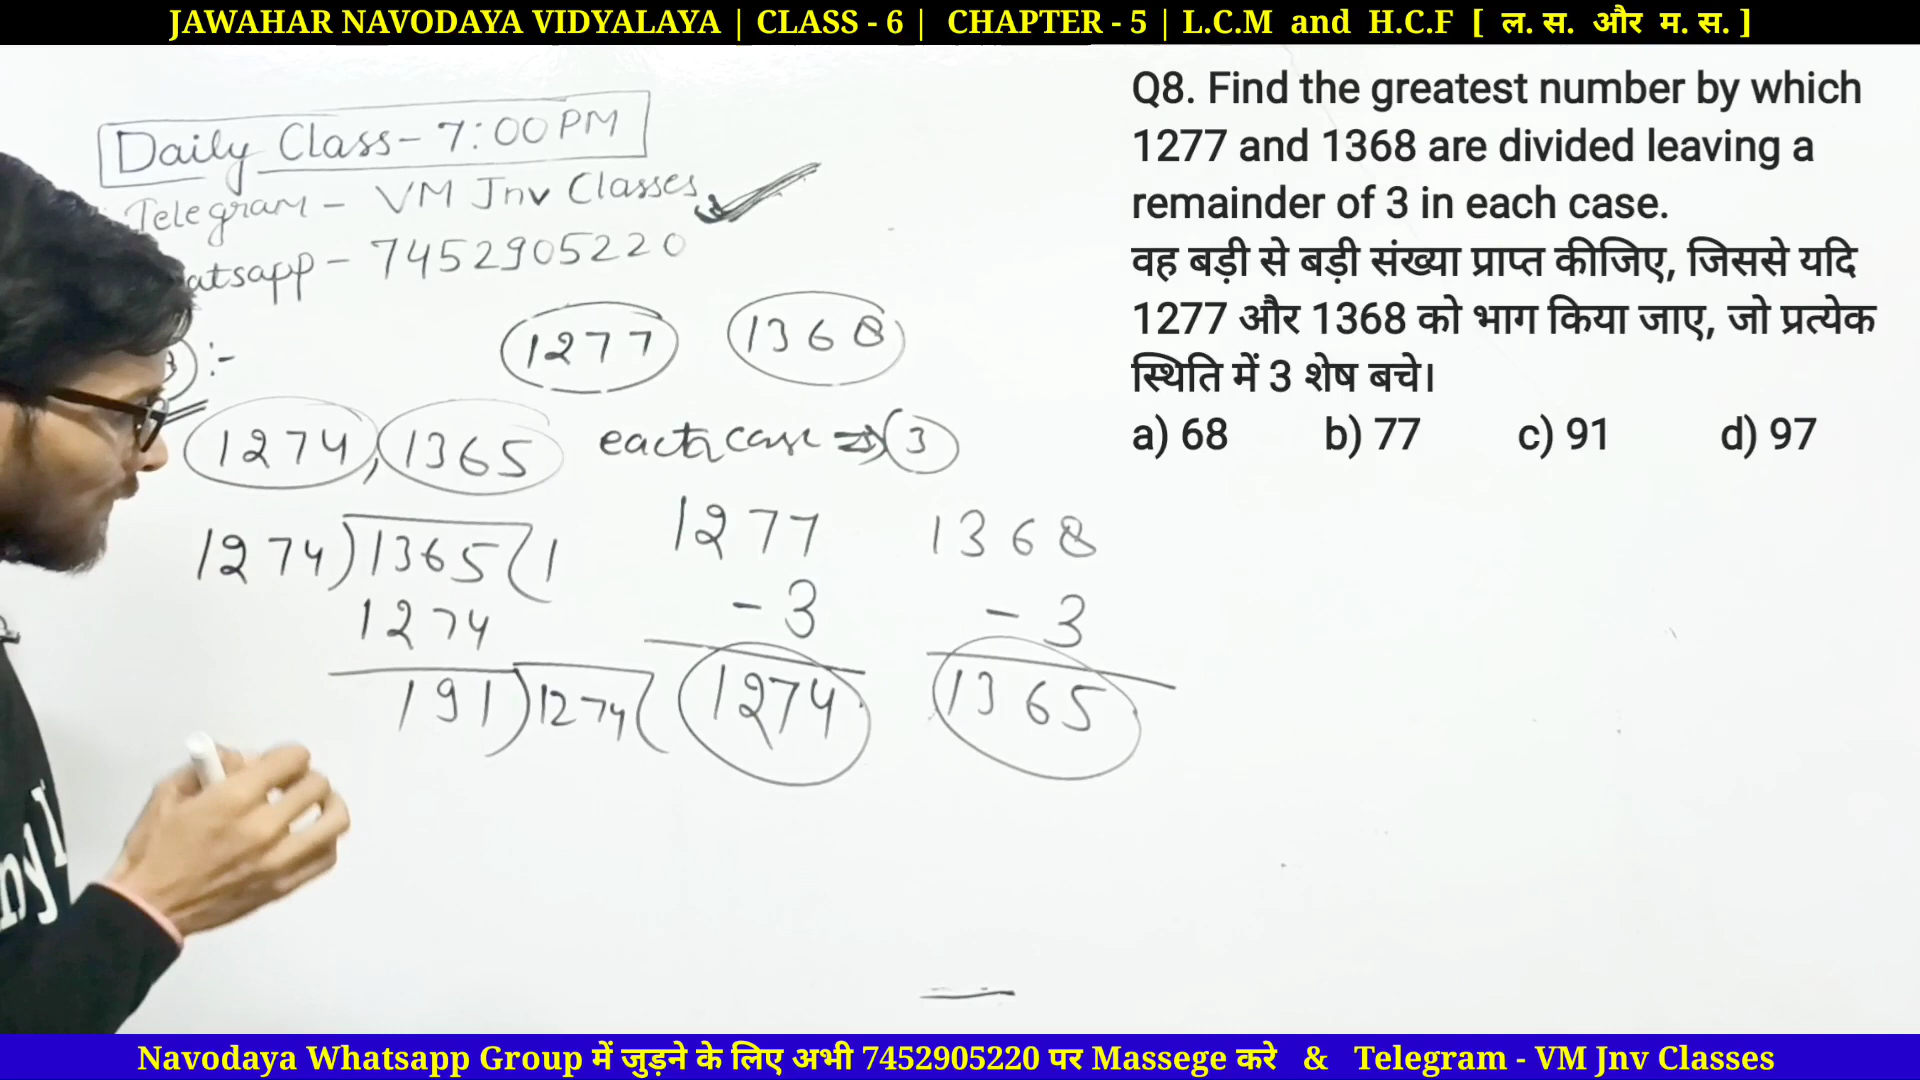 JAWAHAR NAVODAYA VIDYALAYA | CLASS - 6 | CHAPTER - 5 | L.C.M and H.C.F [ ल. स. और म. स. ]
Daily Class - 7:00 PM
Telegram - VM Jnv Classes
atsapp - 7452905220
:-
1277 1368
1274, 1365
each case ⇒ 3
1274)1365(1
1274
191)1274(
1277
- 3
1274
1368
- 3
1365
Q8. Find the greatest number by which
1277 and 1368 are divided leaving a
remainder of 3 in each case.
वह बड़ी से बड़ी संख्या प्राप्त कीजिए, जिससे यदि
1277 और 1368 को भाग किया जाए, जो प्रत्येक
स्थिति में 3 शेष बचे।
a) 68 b) 77 c) 91 d) 97
ny
Navodaya Whatsapp Group में जुड़ने के लिए अभी 7452905220 पर Massege करे & Telegram - VM Jnv Classes